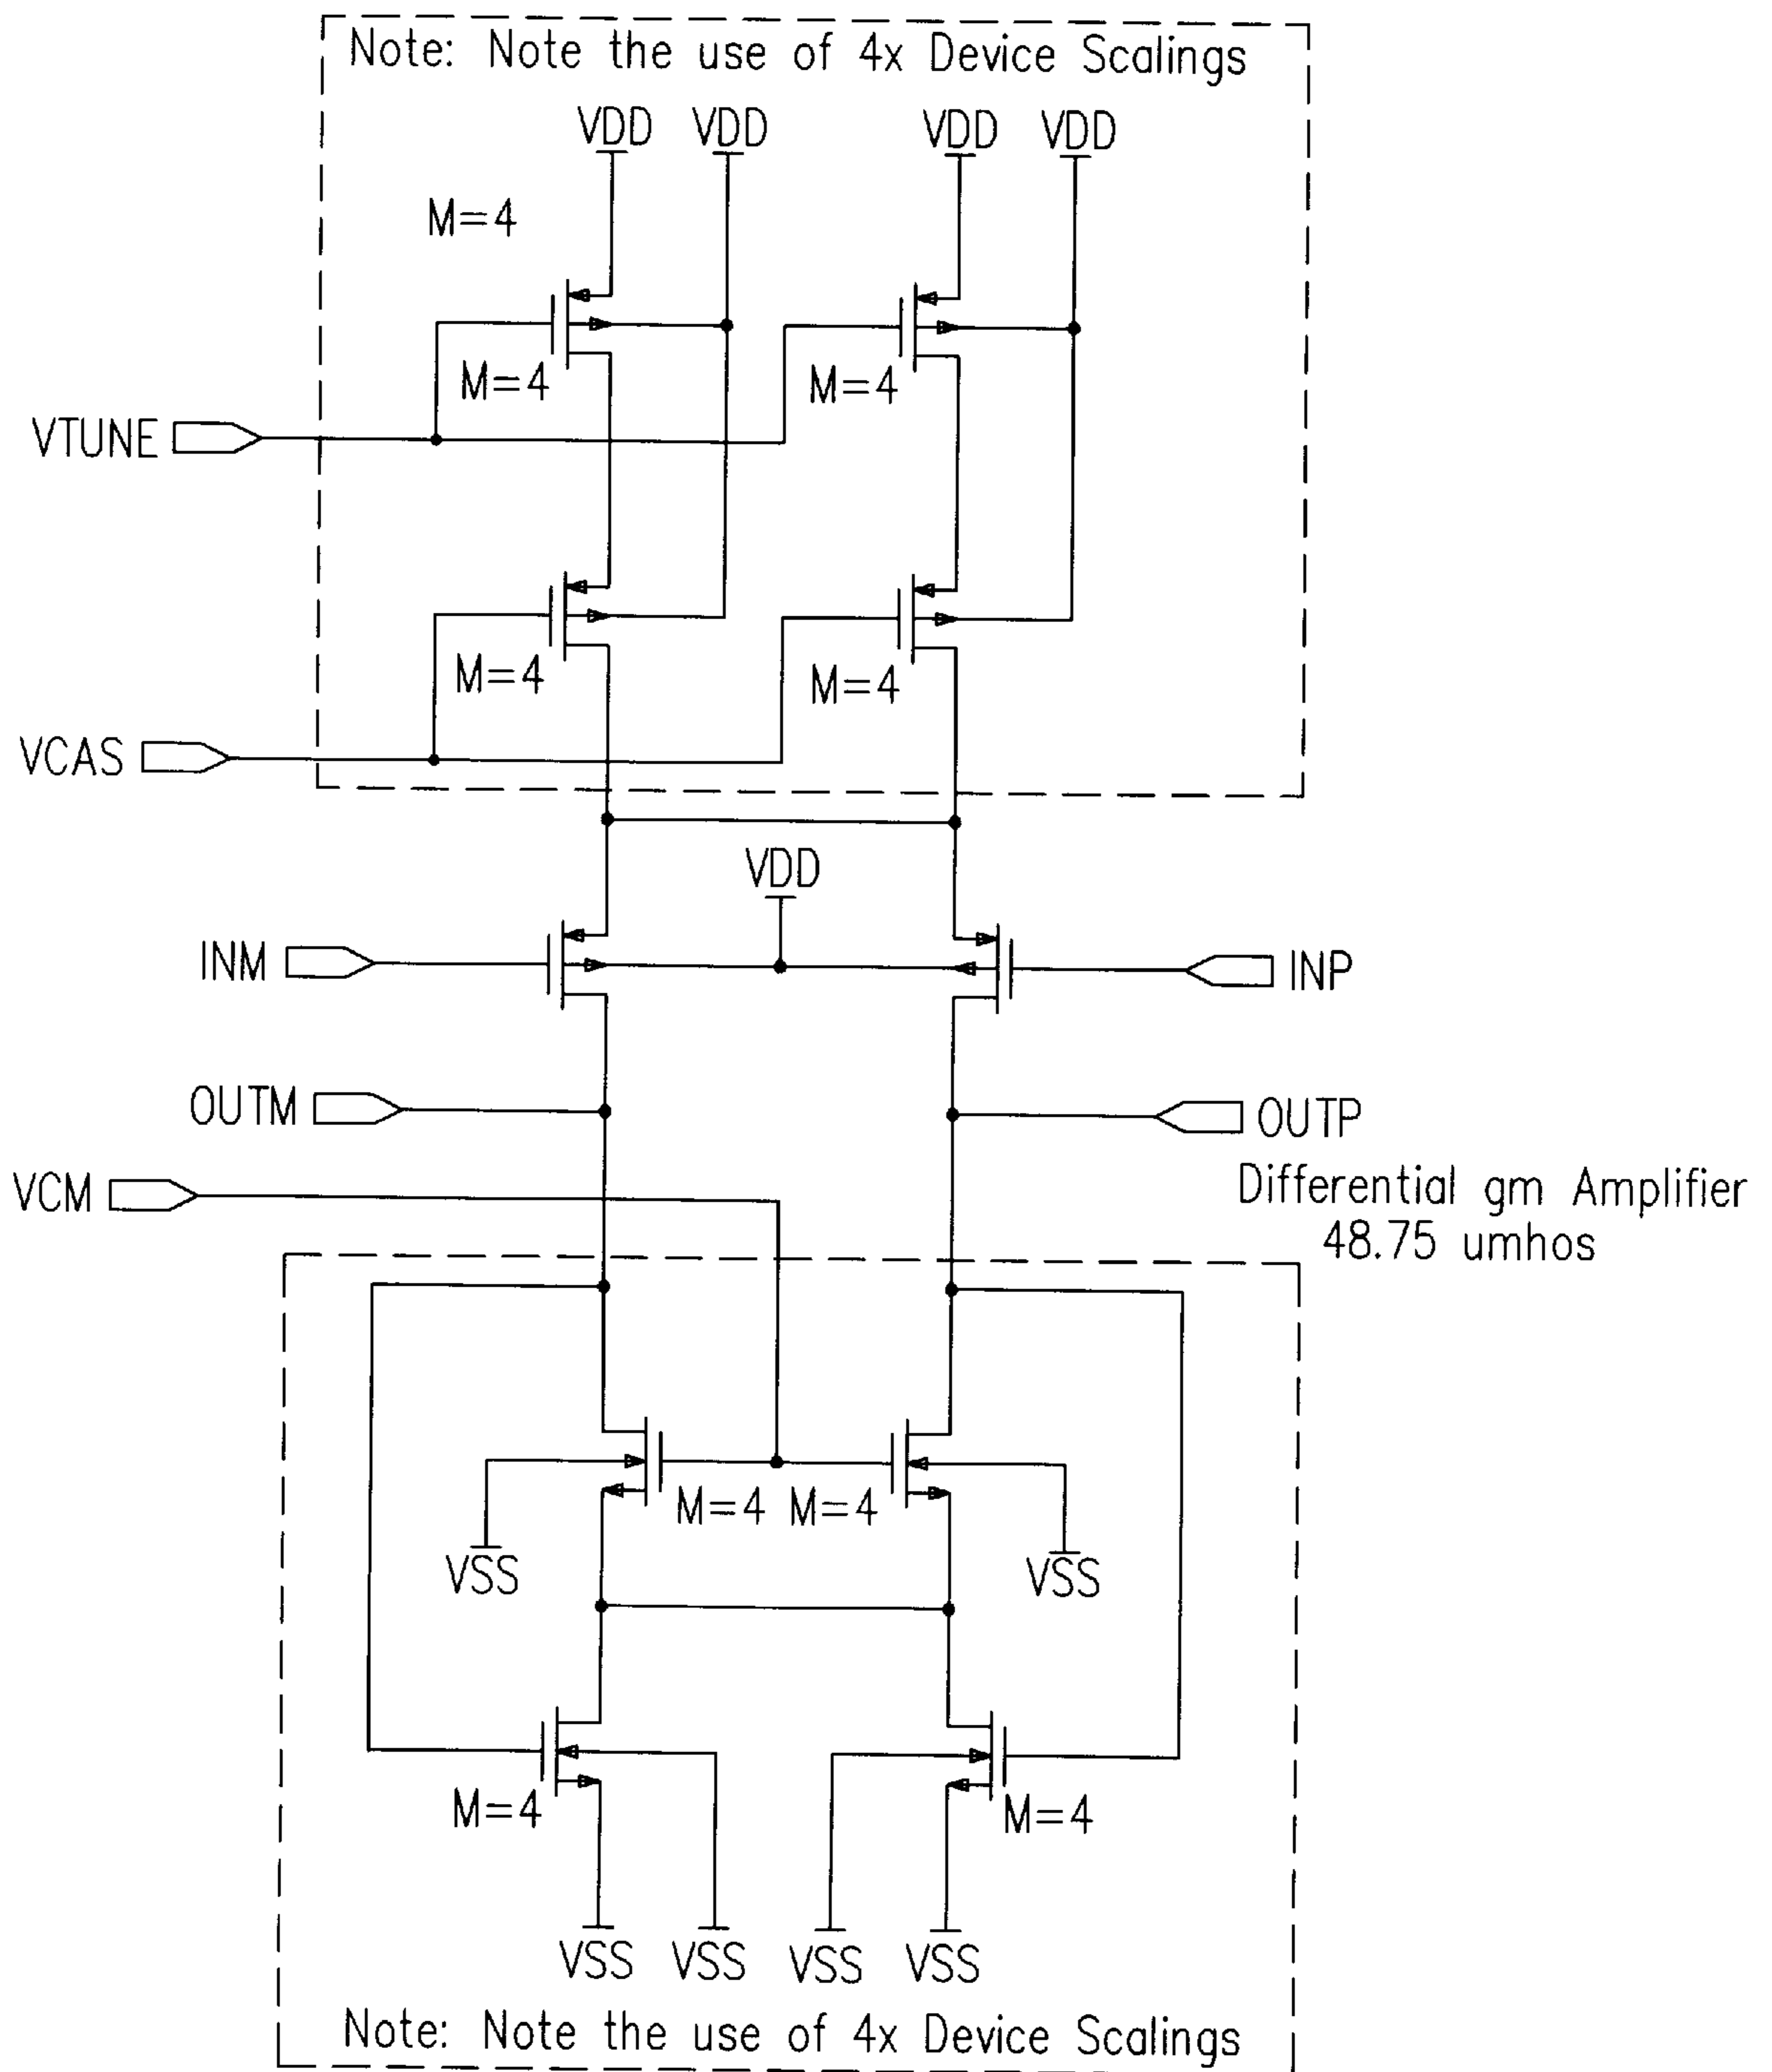 Note: Note the use of 4x Device Scalings
VDD VDD VDD VDD
M=4
M=4 M=4
VTUNE
M=4 M=4
VCAS
VDD
INM INP
OUTM OUTP
VCM
Differential gm Amplifier
48.75 umhos
M=4 M=4
VSS VSS
M=4 M=4
VSS VSS VSS VSS
Note: Note the use of 4x Device Scalings